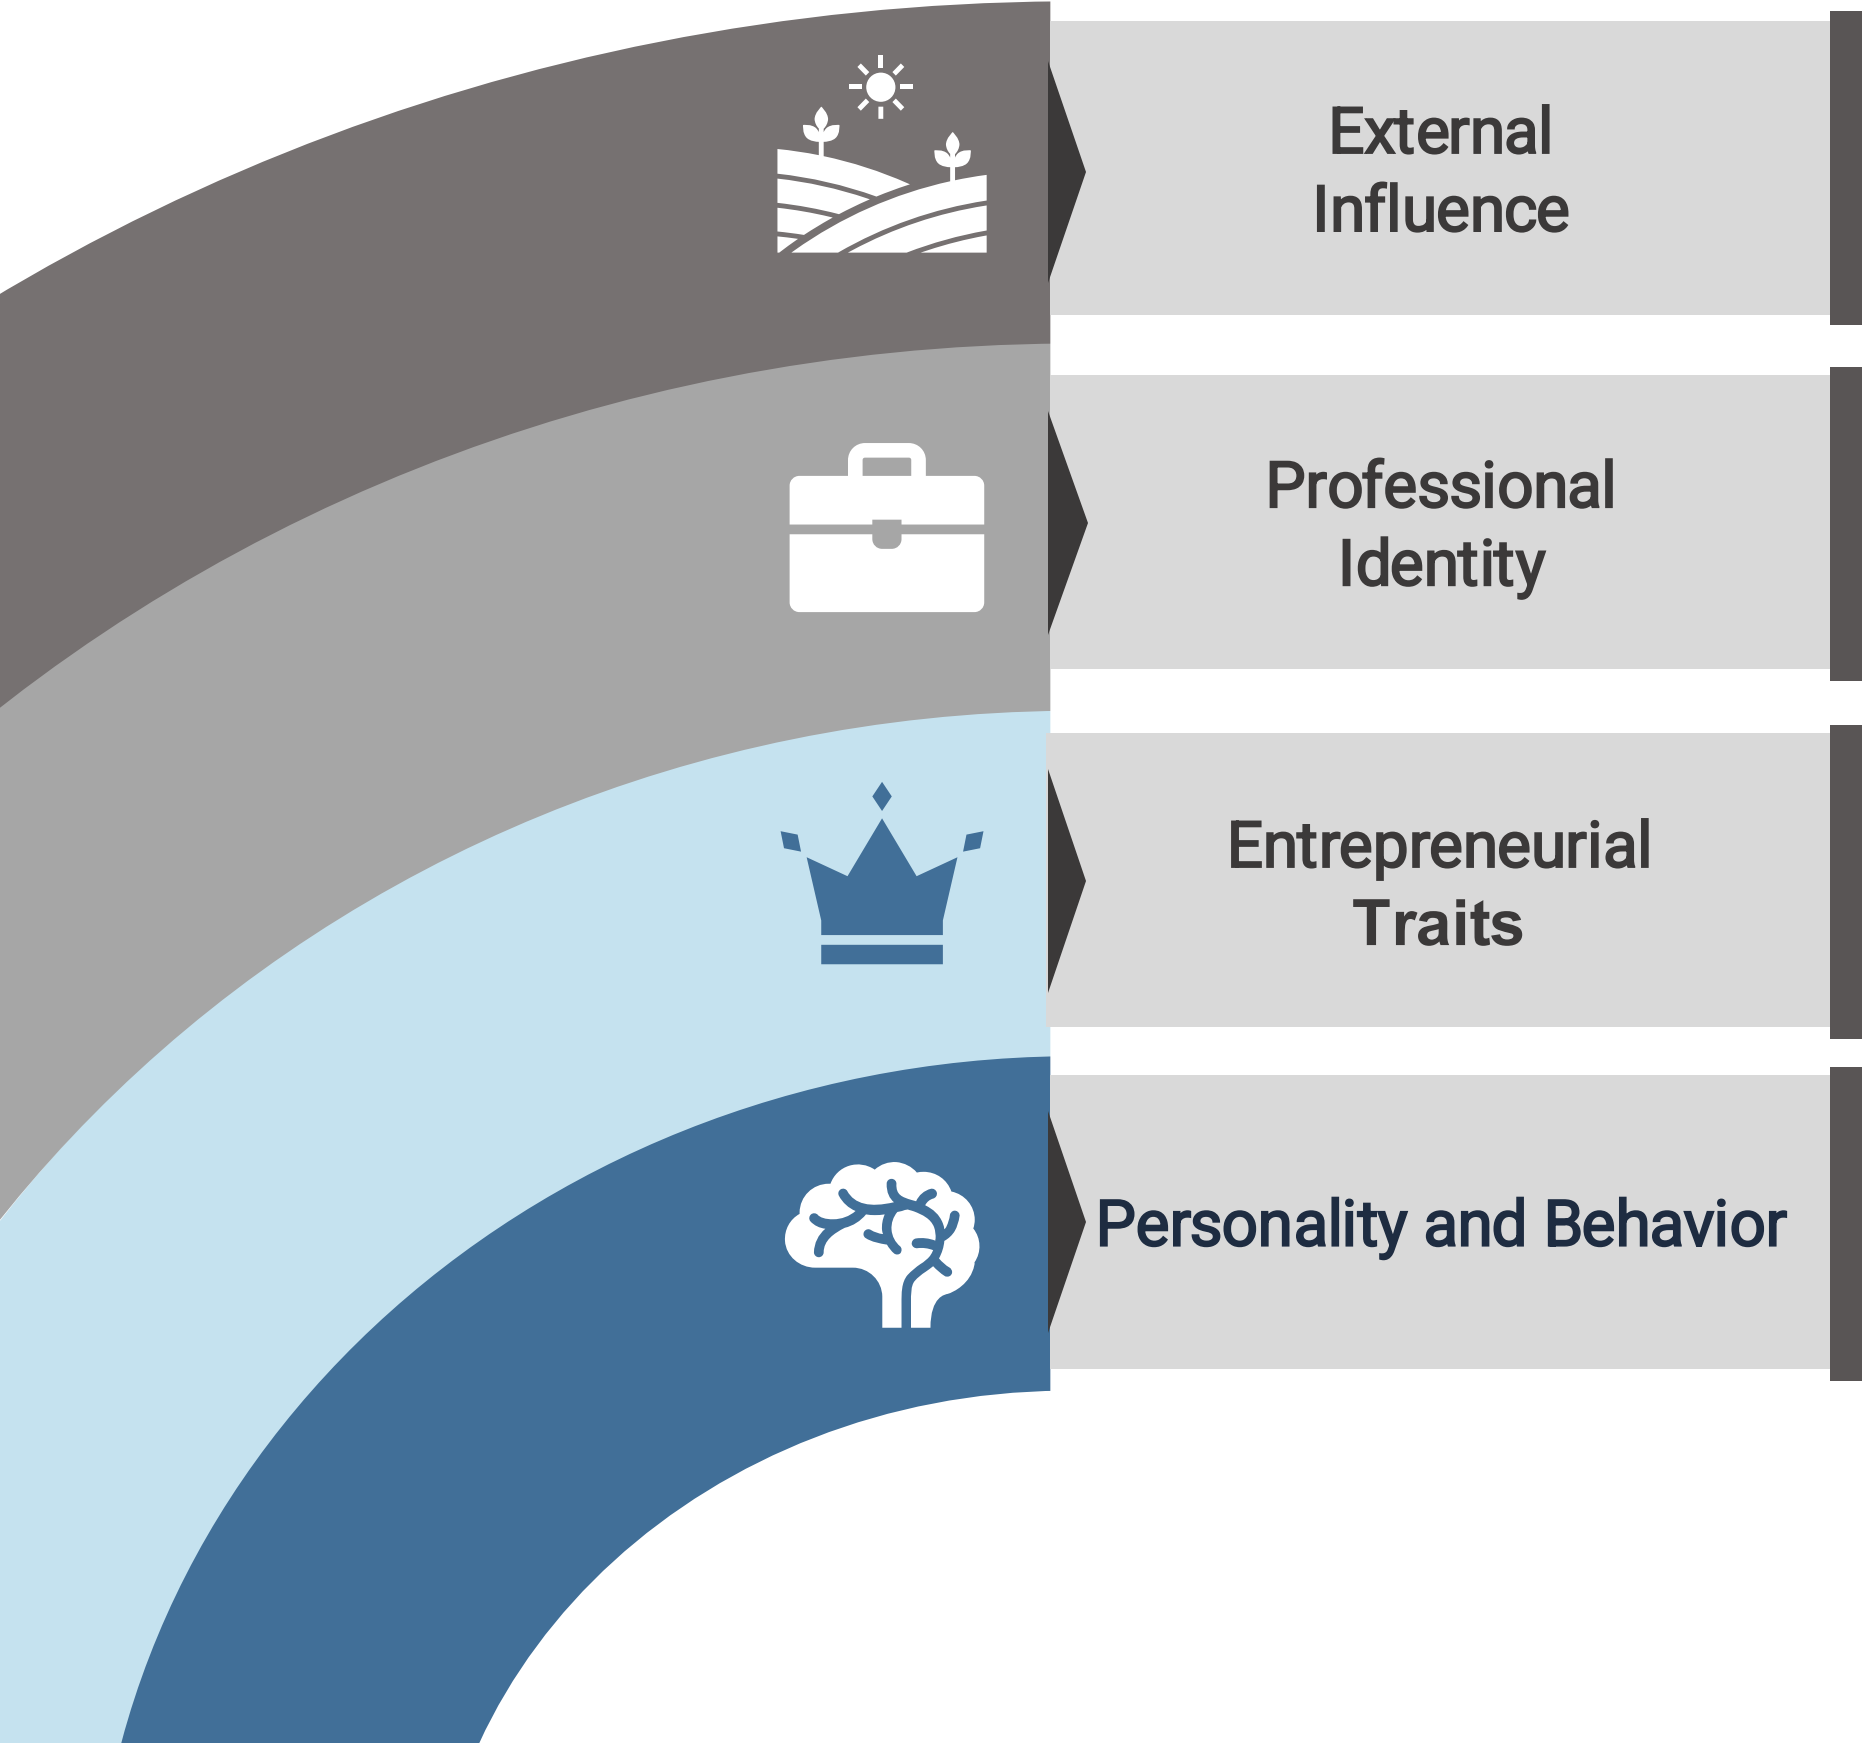 External
Influence
Professional
Identity
Entrepreneurial
Traits
Personality and Behavior